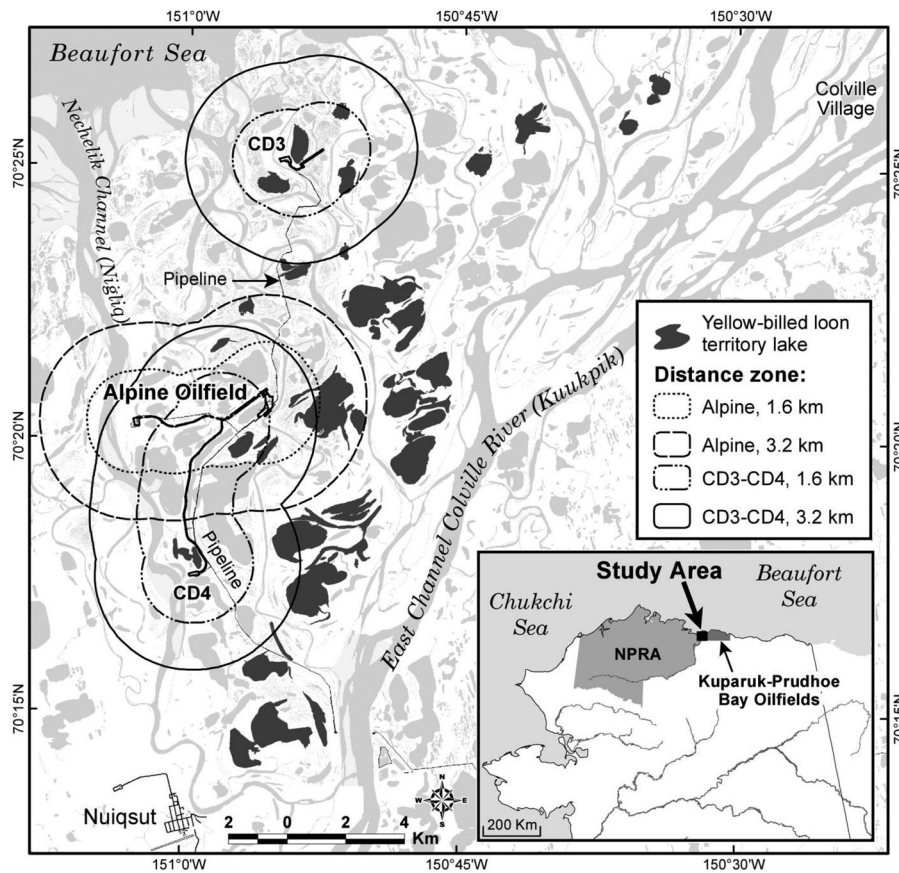 151°0'W
150°45'W
150°30'W
Beaufort Sea
Colville
Village
Nechelik Channel (Nigliq)
CD3
70°25'N
70°25'N
Pipeline
Yellow-billed loon
territory lake
Distance zone:
Alpine, 1.6 km
Alpine, 3.2 km
CD3-CD4, 1.6 km
CD3-CD4, 3.2 km
Alpine Oilfield
70°20'N
70°20'N
East Channel Colville River (Kuukpik)
Pipeline
CD4
Study Area
Beaufort
Sea
Chukchi
Sea
NPRA
Kuparuk-Prudhoe
Bay Oilfields
200 Km
70°15'N
70°15'N
Nuiqsut
N
W E
S
2 0 2 4
Km
151°0'W
150°45'W
150°30'W